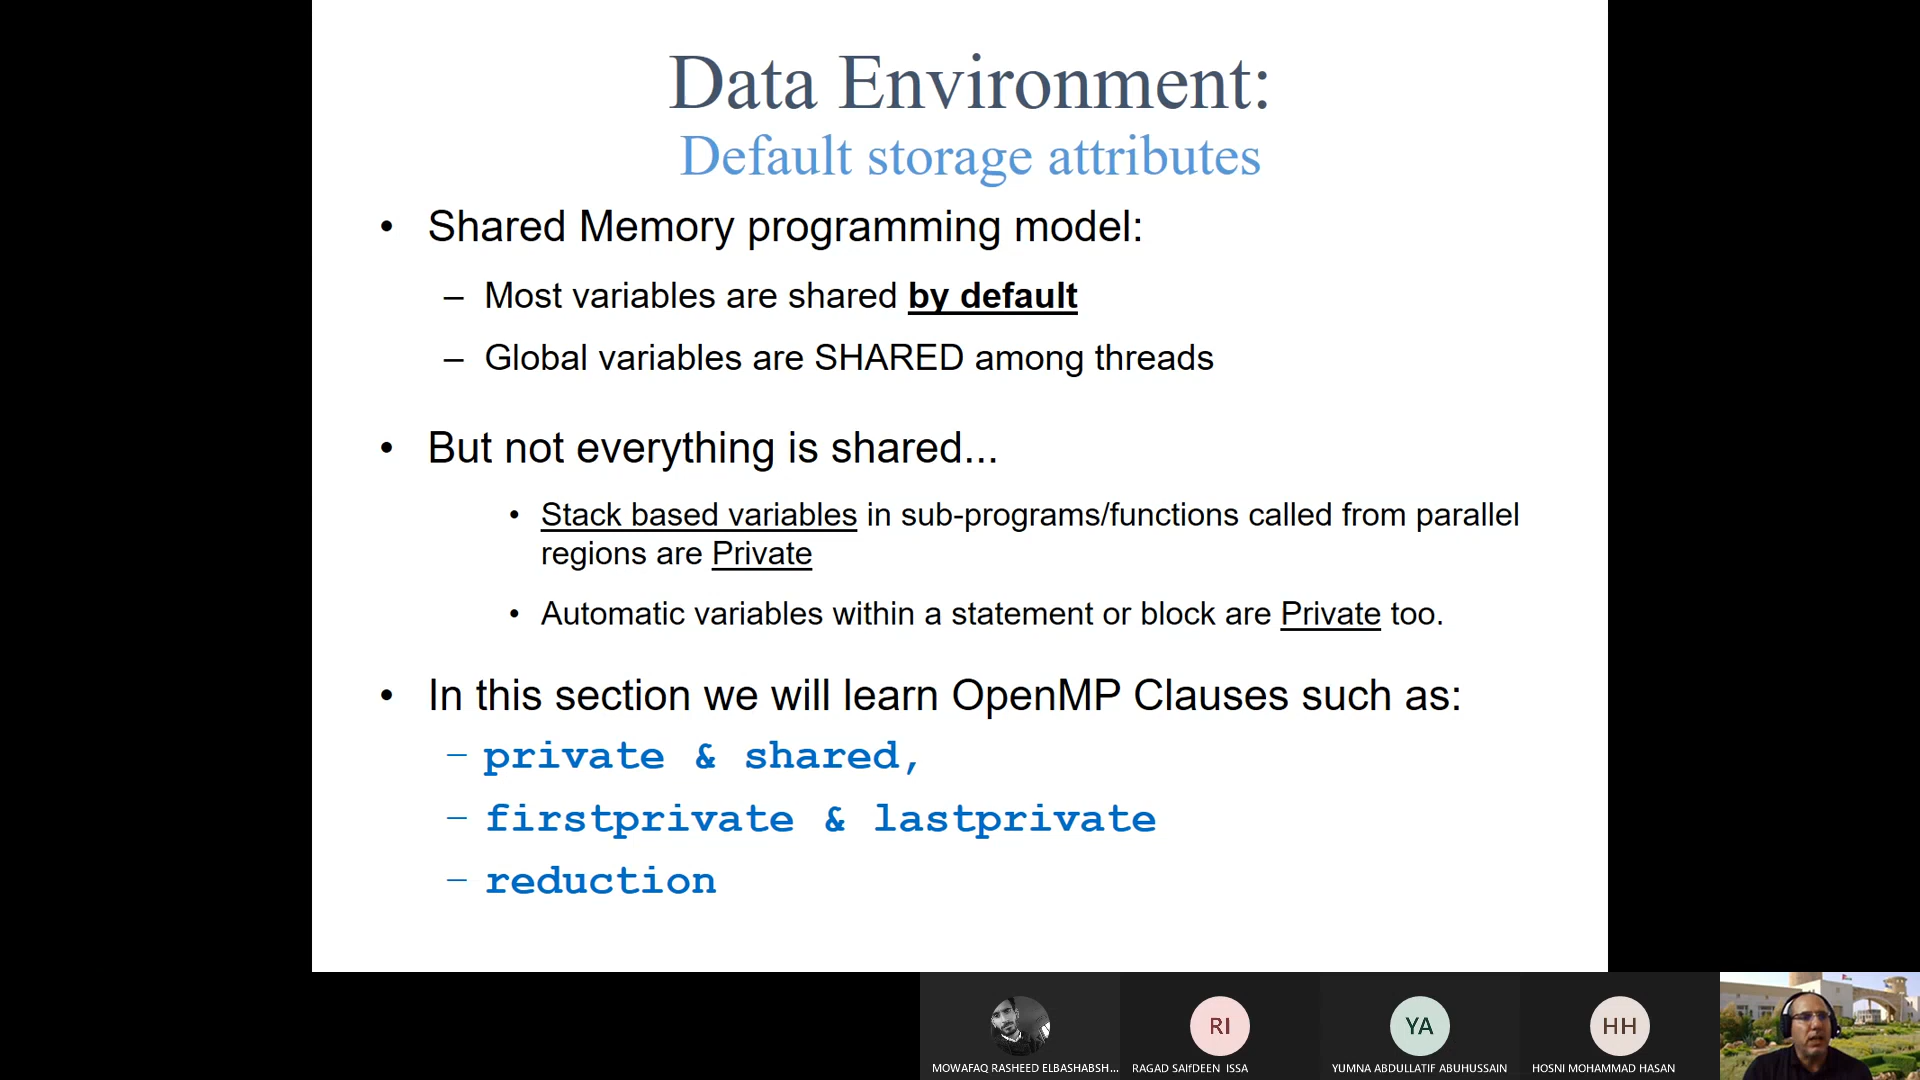 Data Environment:
Default storage attributes
• Shared Memory programming model:
– Most variables are shared by default
– Global variables are SHARED among threads
• But not everything is shared...
• Stack based variables in sub-programs/functions called from parallel
regions are Private
• Automatic variables within a statement or block are Private too.
• In this section we will learn OpenMP Clauses such as:
– private & shared,
– firstprivate & lastprivate
– reduction
RI
YA
HH
MOWAFAQ RASHEED ELBASHABSH...
RAGAD SAIFDEEN ISSA
YUMNA ABDULLATIF ABUHUSSAIN
HOSNI MOHAMMAD HASAN